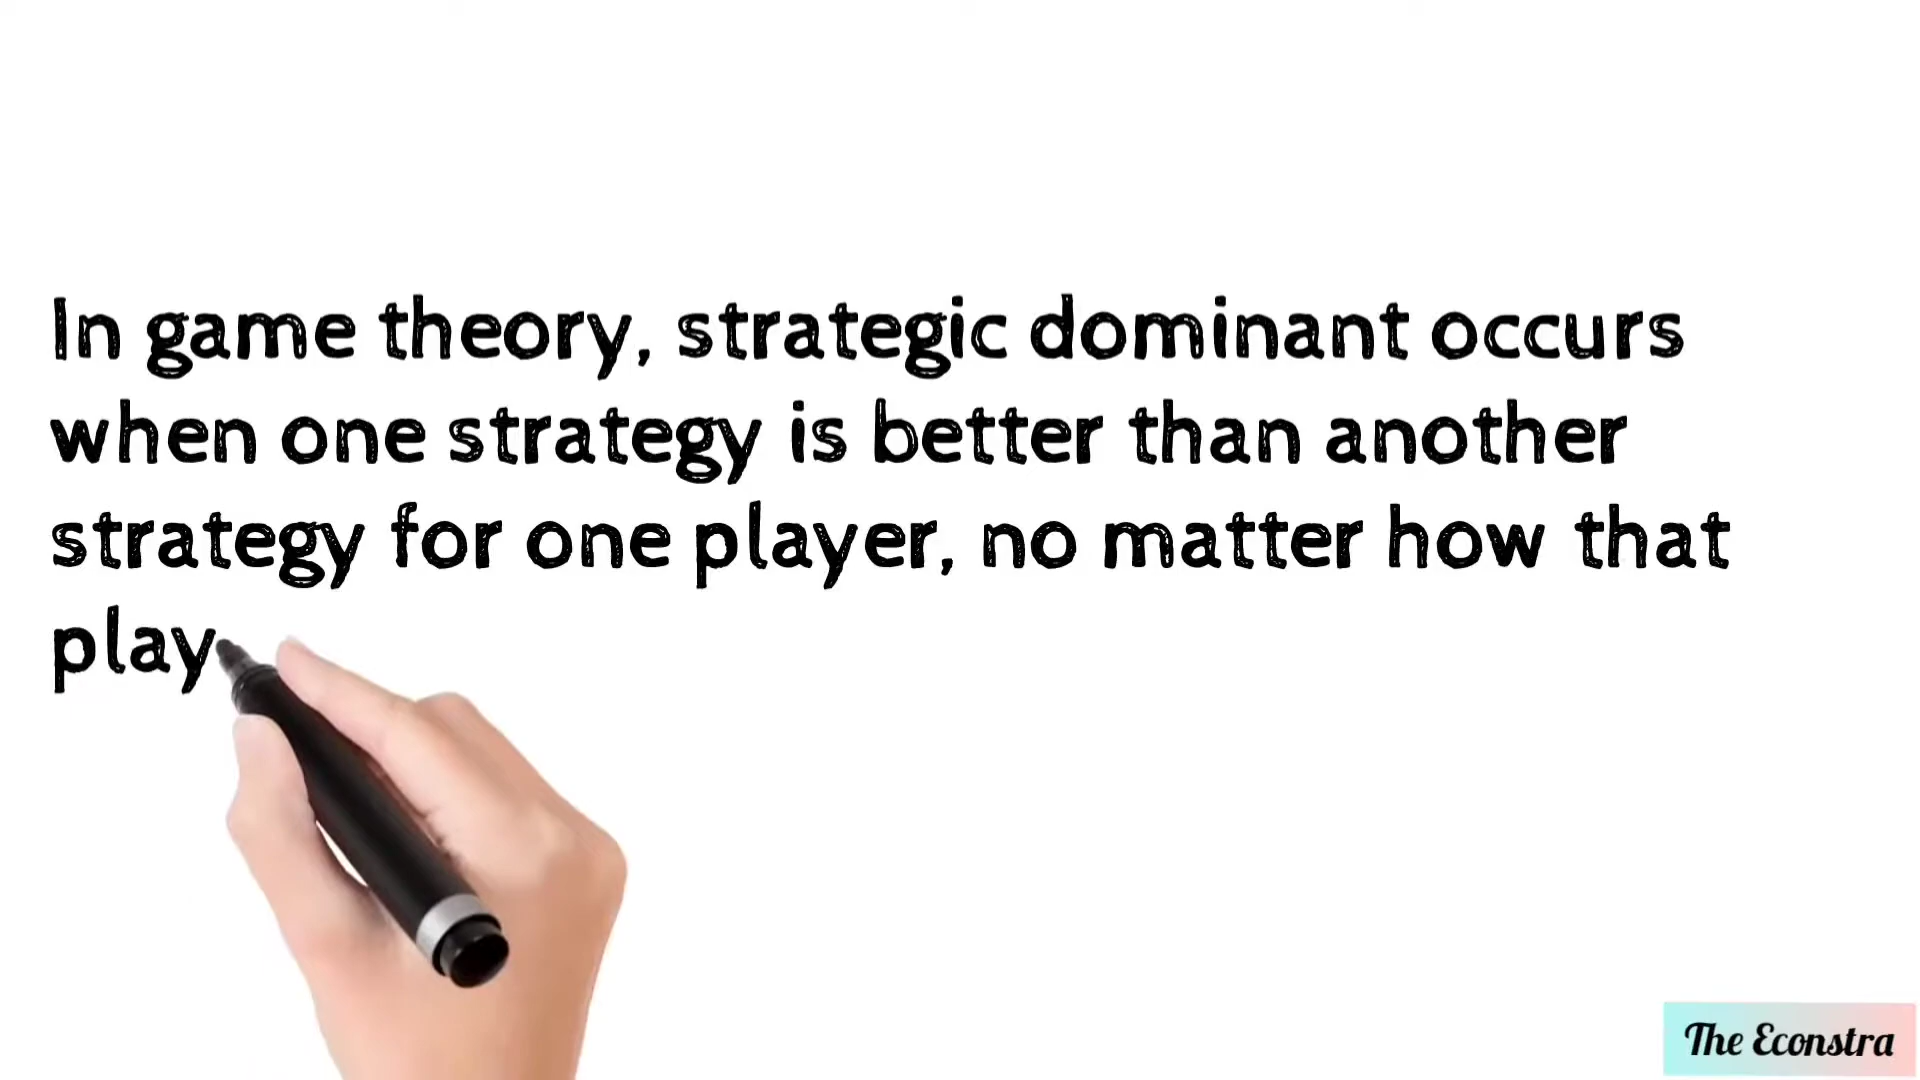 In game theory, strategic dominant occurs
when one strategy is better than another
strategy for one player, no matter how that
play
The Econstra